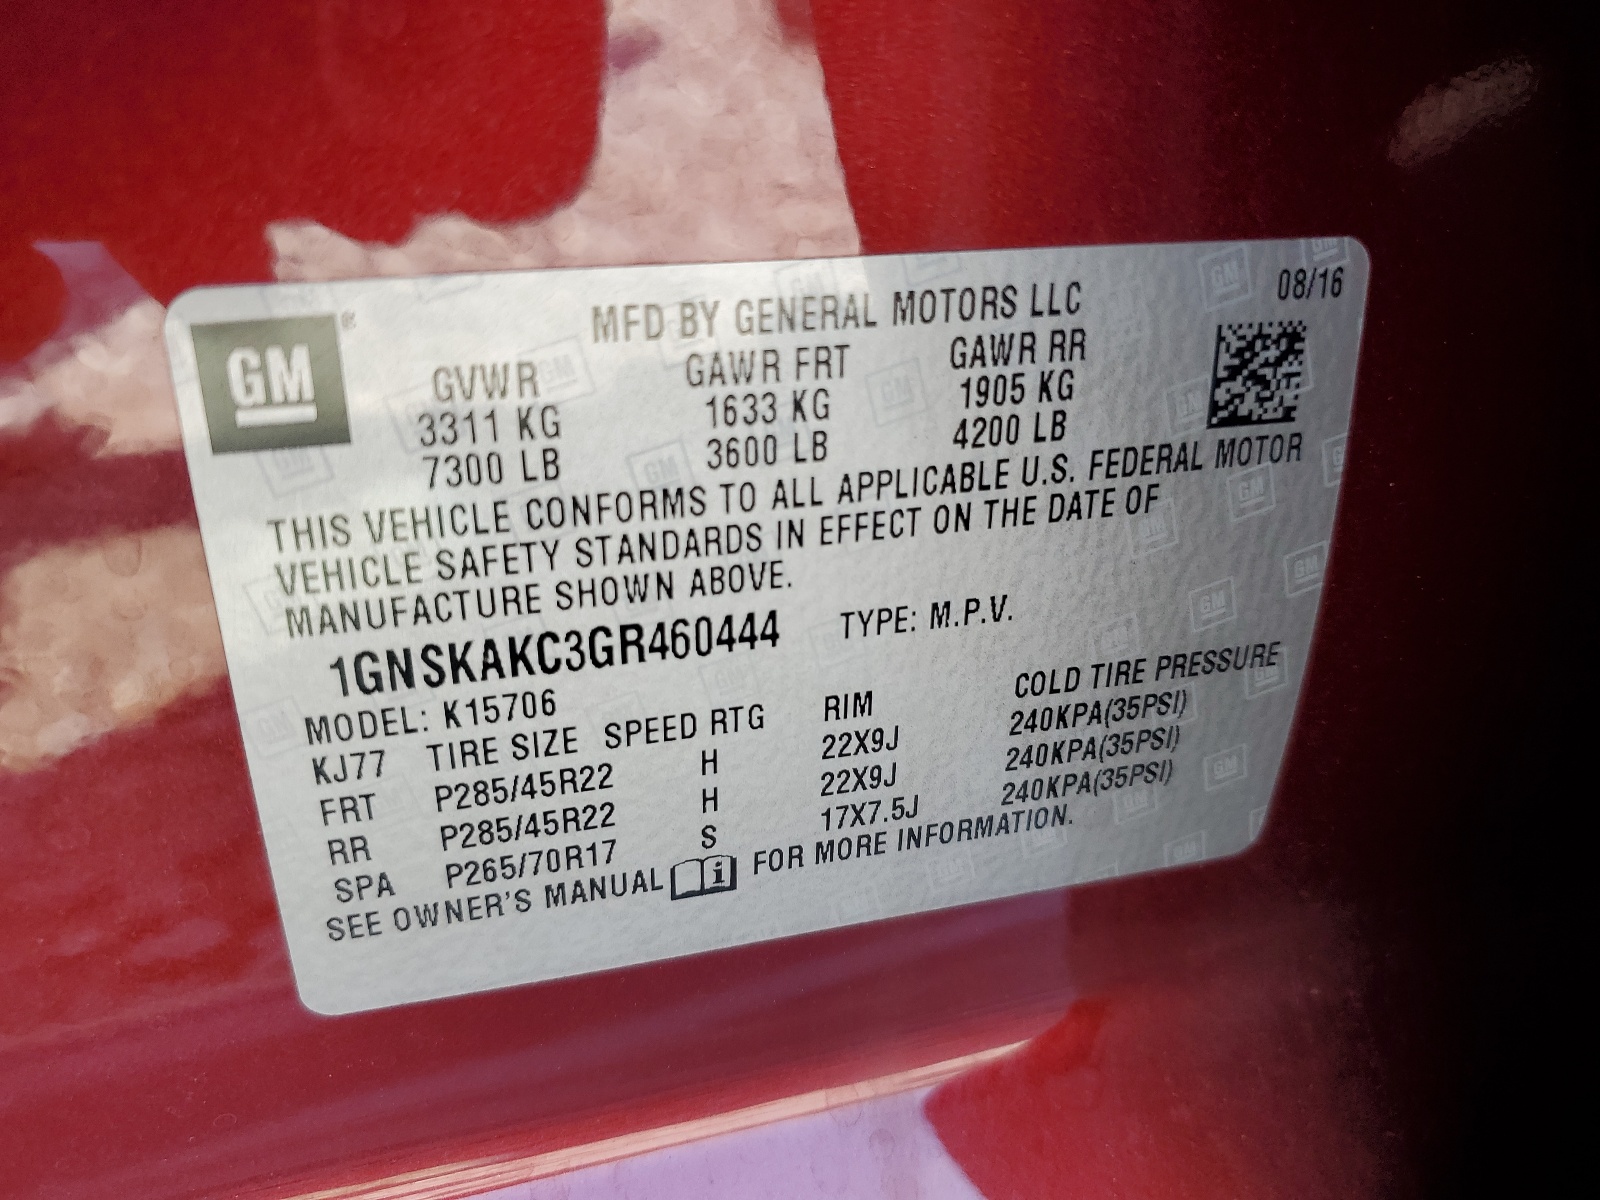 08/16
GM ®
MFD BY GENERAL MOTORS LLC
GVWR GAWR FRT GAWR RR
3311 KG 1633 KG 1905 KG
7300 LB 3600 LB 4200 LB
THIS VEHICLE CONFORMS TO ALL APPLICABLE U.S. FEDERAL MOTOR
VEHICLE SAFETY STANDARDS IN EFFECT ON THE DATE OF
MANUFACTURE SHOWN ABOVE.
1GNSKAKC3GR460444 TYPE: M.P.V.
MODEL: K15706
KJ77 TIRE SIZE SPEED RTG RIM COLD TIRE PRESSURE
FRT P285/45R22 H 22X9J 240KPA(35PSI)
RR P285/45R22 H 22X9J 240KPA(35PSI)
SPA P265/70R17 S 17X7.5J 240KPA(35PSI)
SEE OWNER'S MANUAL i FOR MORE INFORMATION.